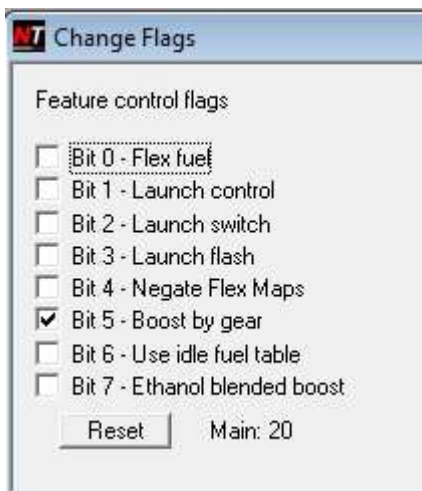 NT Change Flags
Feature control flags
Bit 0 - Flex fuel
Bit 1 - Launch control
Bit 2 - Launch switch
Bit 3 - Launch flash
Bit 4 - Negate Flex Maps
Bit 5 - Boost by gear
Bit 6 - Use idle fuel table
Bit 7 - Ethanol blended boost
Reset Main: 20